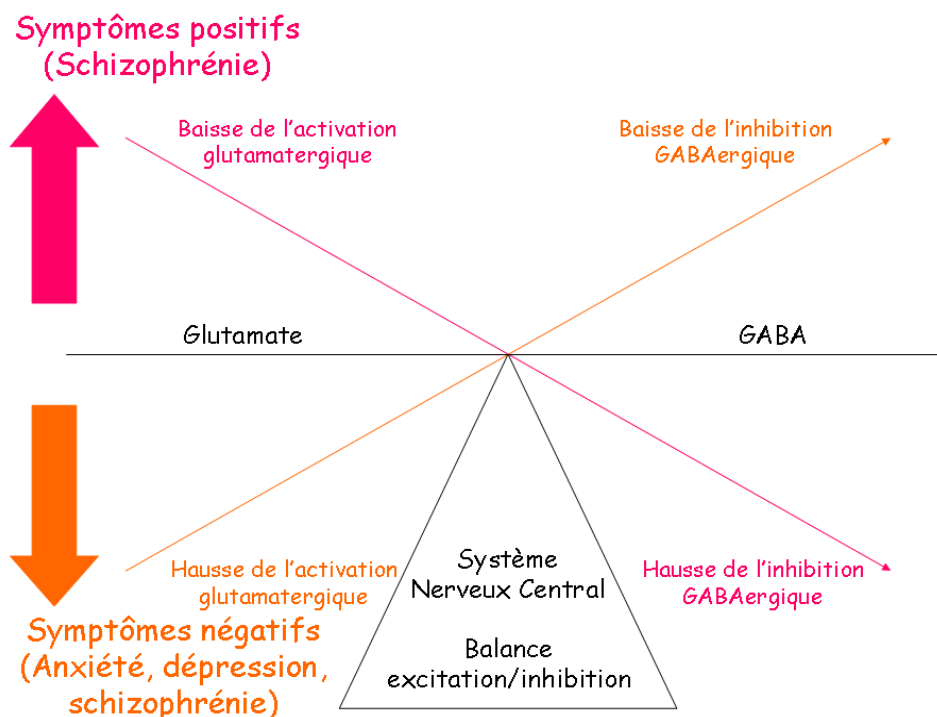 Symptômes positifs
(Schizophrénie)
Baisse de l'activation
glutamatergique
Baisse de l'inhibition
GABAergique
Glutamate
GABA
Hausse de l'activation
glutamatergique
Système
Nerveux Central
Balance
excitation/inhibition
Hausse de l'inhibition
GABAergique
Symptômes négatifs
(Anxiété, dépression,
schizophrénie)